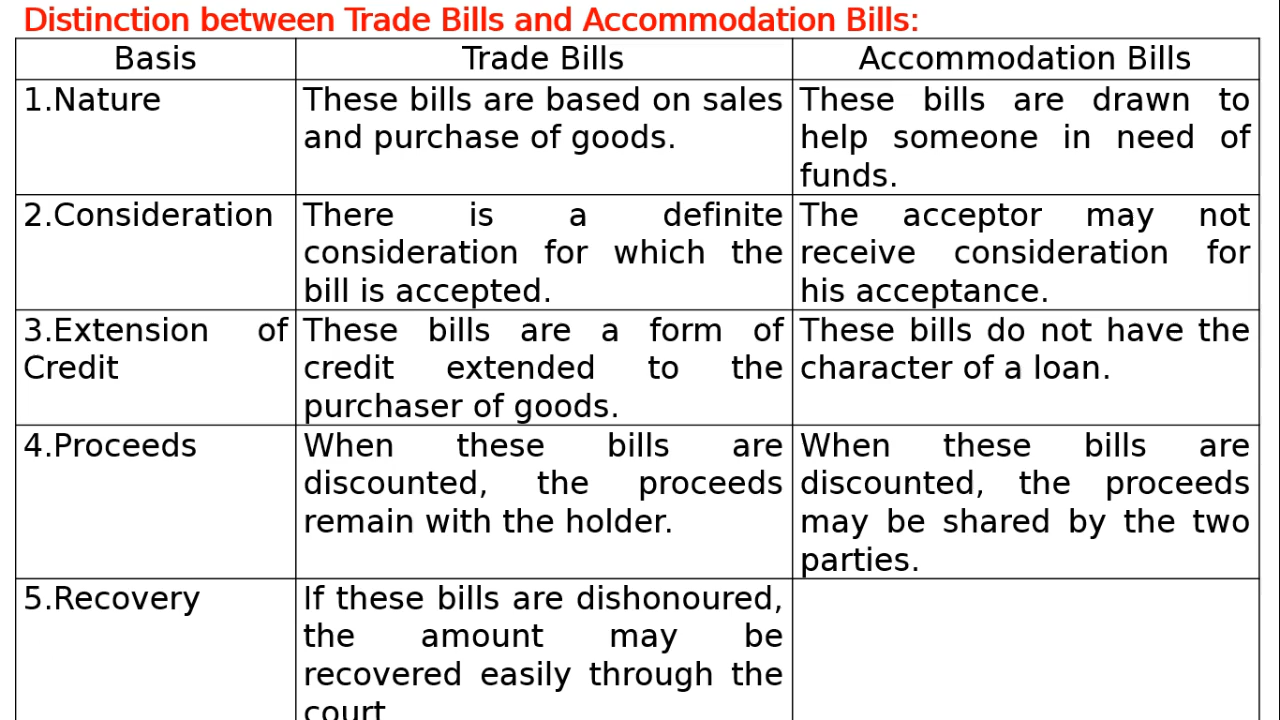 Distinction between Trade Bills and Accommodation Bills:
Basis Trade Bills Accommodation Bills
1.Nature
These bills are based on sales
and purchase of goods.
These bills are drawn to
help someone in need of
funds.
2.Consideration
There is a definite
consideration for which the
bill is accepted.
The acceptor may not
receive consideration for
his acceptance.
3.Extension of
Credit
These bills are a form of
credit extended to the
purchaser of goods.
These bills do not have the
character of a loan.
4.Proceeds
When these bills are
discounted, the proceeds
remain with the holder.
When these bills are
discounted, the proceeds
may be shared by the two
parties.
5.Recovery
If these bills are dishonoured,
the amount may be
recovered easily through the
court